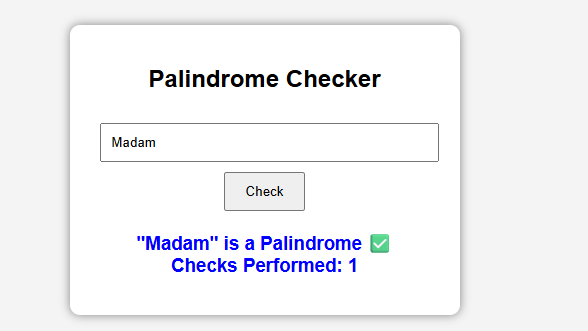 Palindrome Checker
Madam
Check
"Madam" is a Palindrome ✅
Checks Performed: 1